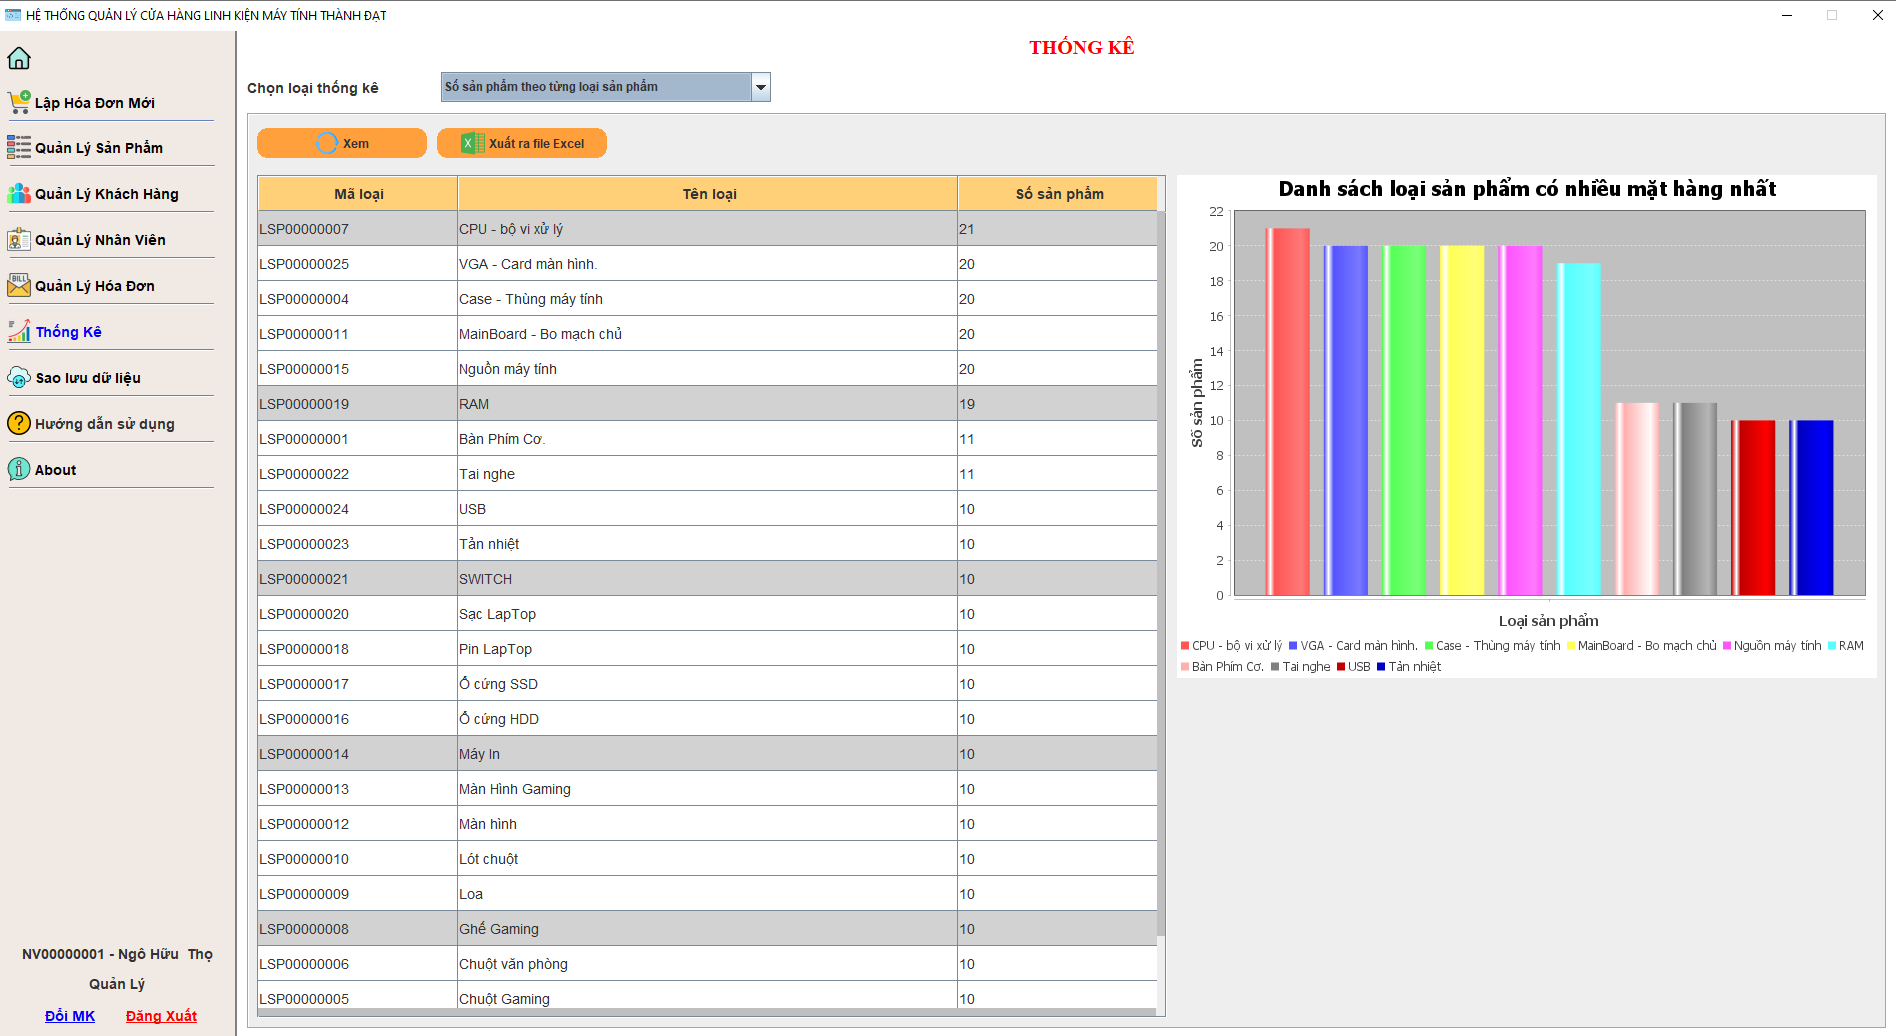 HỆ THỐNG QUẢN LÝ CỬA HÀNG LINH KIỆN MÁY TÍNH THÀNH ĐẠT
Lập Hóa Đơn Mới
Quản Lý Sản Phẩm
Quản Lý Khách Hàng
Quản Lý Nhân Viên
BILL
Quản Lý Hóa Đơn
Thống Kê
Sao lưu dữ liệu
Hướng dẫn sử dụng
About
NV00000001 - Ngô Hữu Thọ
Quản Lý
Đổi MK Đăng Xuất
THỐNG KÊ
Chọn loại thống kê Số sản phẩm theo từng loại sản phẩm
Xem Xuất ra file Excel
Mã loại Tên loại Số sản phẩm
LSP00000007 CPU - bộ vi xử lý 21
LSP00000025 VGA - Card màn hình. 20
LSP00000004 Case - Thùng máy tính 20
LSP00000011 MainBoard - Bo mạch chủ 20
LSP00000015 Nguồn máy tính 20
LSP00000019 RAM 19
LSP00000001 Bàn Phím Cơ. 11
LSP00000022 Tai nghe 11
LSP00000024 USB 10
LSP00000023 Tản nhiệt 10
LSP00000021 SWITCH 10
LSP00000020 Sạc LapTop 10
LSP00000018 Pin LapTop 10
LSP00000017 Ổ cứng SSD 10
LSP00000016 Ổ cứng HDD 10
LSP00000014 Máy In 10
LSP00000013 Màn Hình Gaming 10
LSP00000012 Màn hình 10
LSP00000010 Lót chuột 10
LSP00000009 Loa 10
LSP00000008 Ghế Gaming 10
LSP00000006 Chuột văn phòng 10
LSP00000005 Chuột Gaming 10
Danh sách loại sản phẩm có nhiều mặt hàng nhất
Số sản phẩm
22
20
18
16
14
12
10
8
6
4
2
0
Loại sản phẩm
CPU - bộ vi xử lý VGA - Card màn hình. Case - Thùng máy tính MainBoard - Bo mạch chủ Nguồn máy tính RAM
Bàn Phím Cơ. Tai nghe USB Tản nhiệt